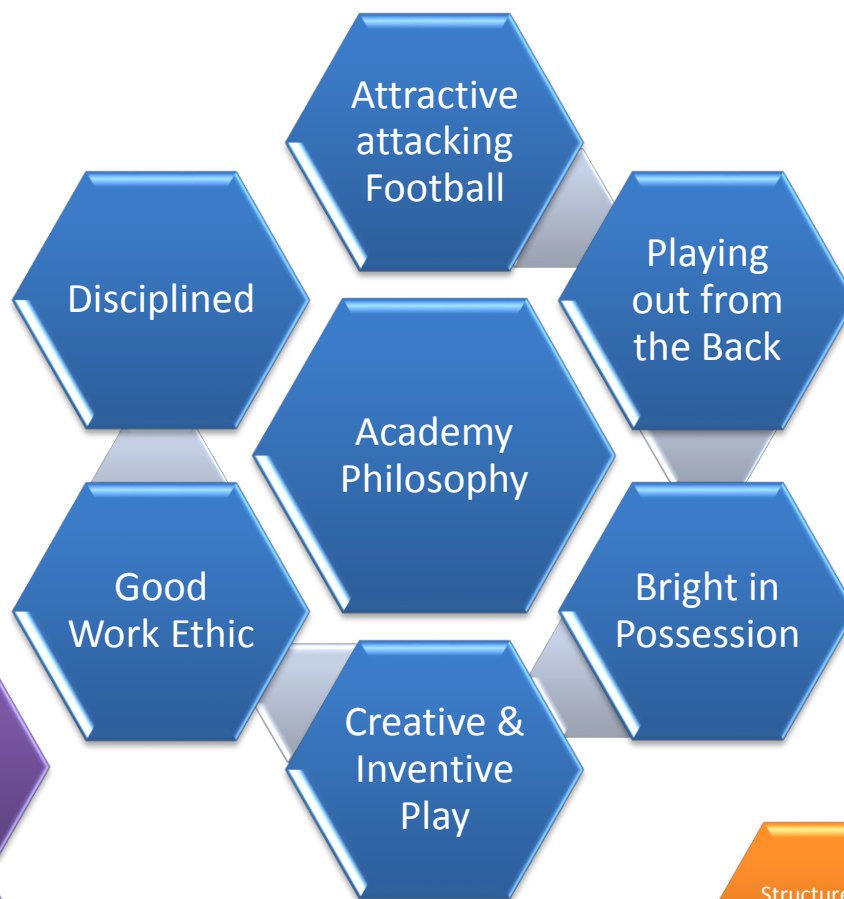 Attractive
attacking
Football
Playing
out from
the Back
Disciplined
Academy
Philosophy
Bright in
Possession
Good
Work Ethic
Creative &
Inventive
Play
Structure